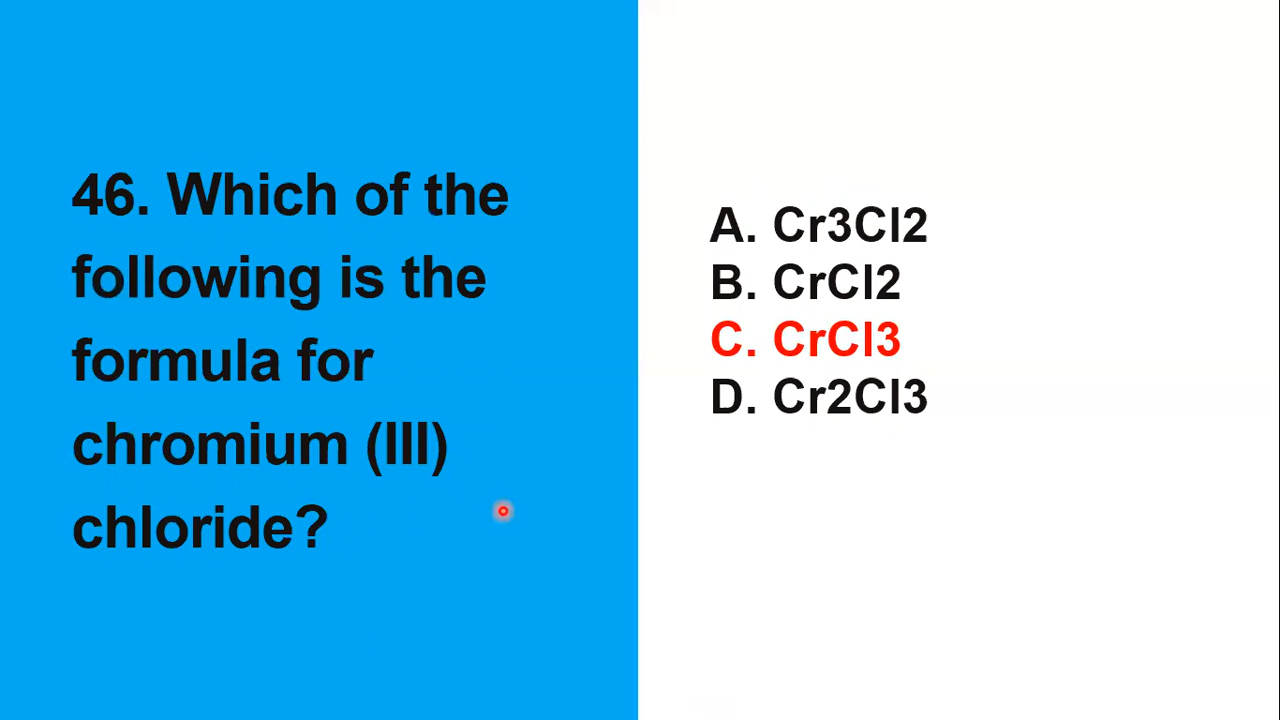 46. Which of the
following is the
formula for
chromium (III)
chloride?
A. Cr3Cl2
B. CrCl2
C. CrCl3
D. Cr2Cl3